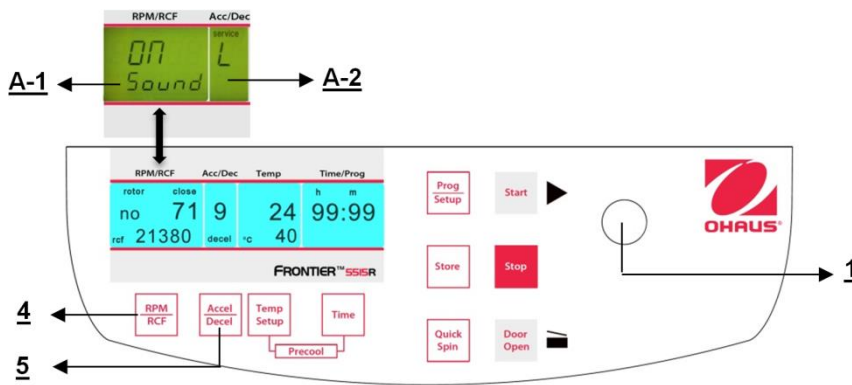 RPM/RCF Acc/Dec
service
ON L
Sound
A-1
A-2
RPM/RCF Acc/Dec Temp Time/Prog
rotor close h m
no 71 9 24 99:99
rcf 21380 decel °C 40
FRONTIER™ 5515R
Prog
Setup
Start
OHAUS®
Store
Stop
1
4
RPM
RCF
Accel
Decel
Temp
Setup
Time
Precool
5
Quick
Spin
Door
Open